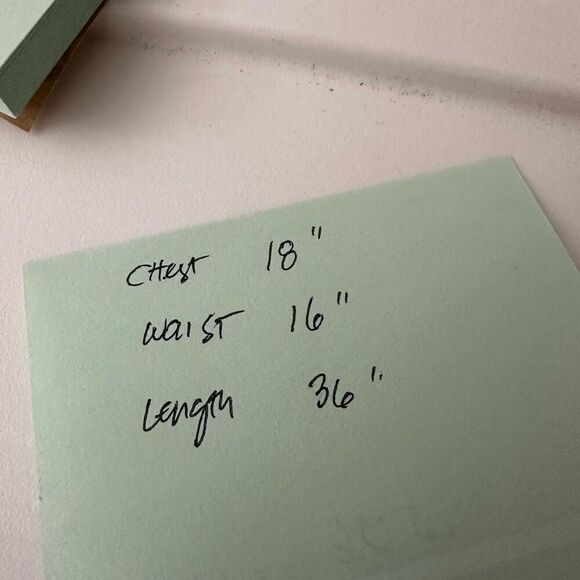 Chest 18"
Waist 16"
Length 36"